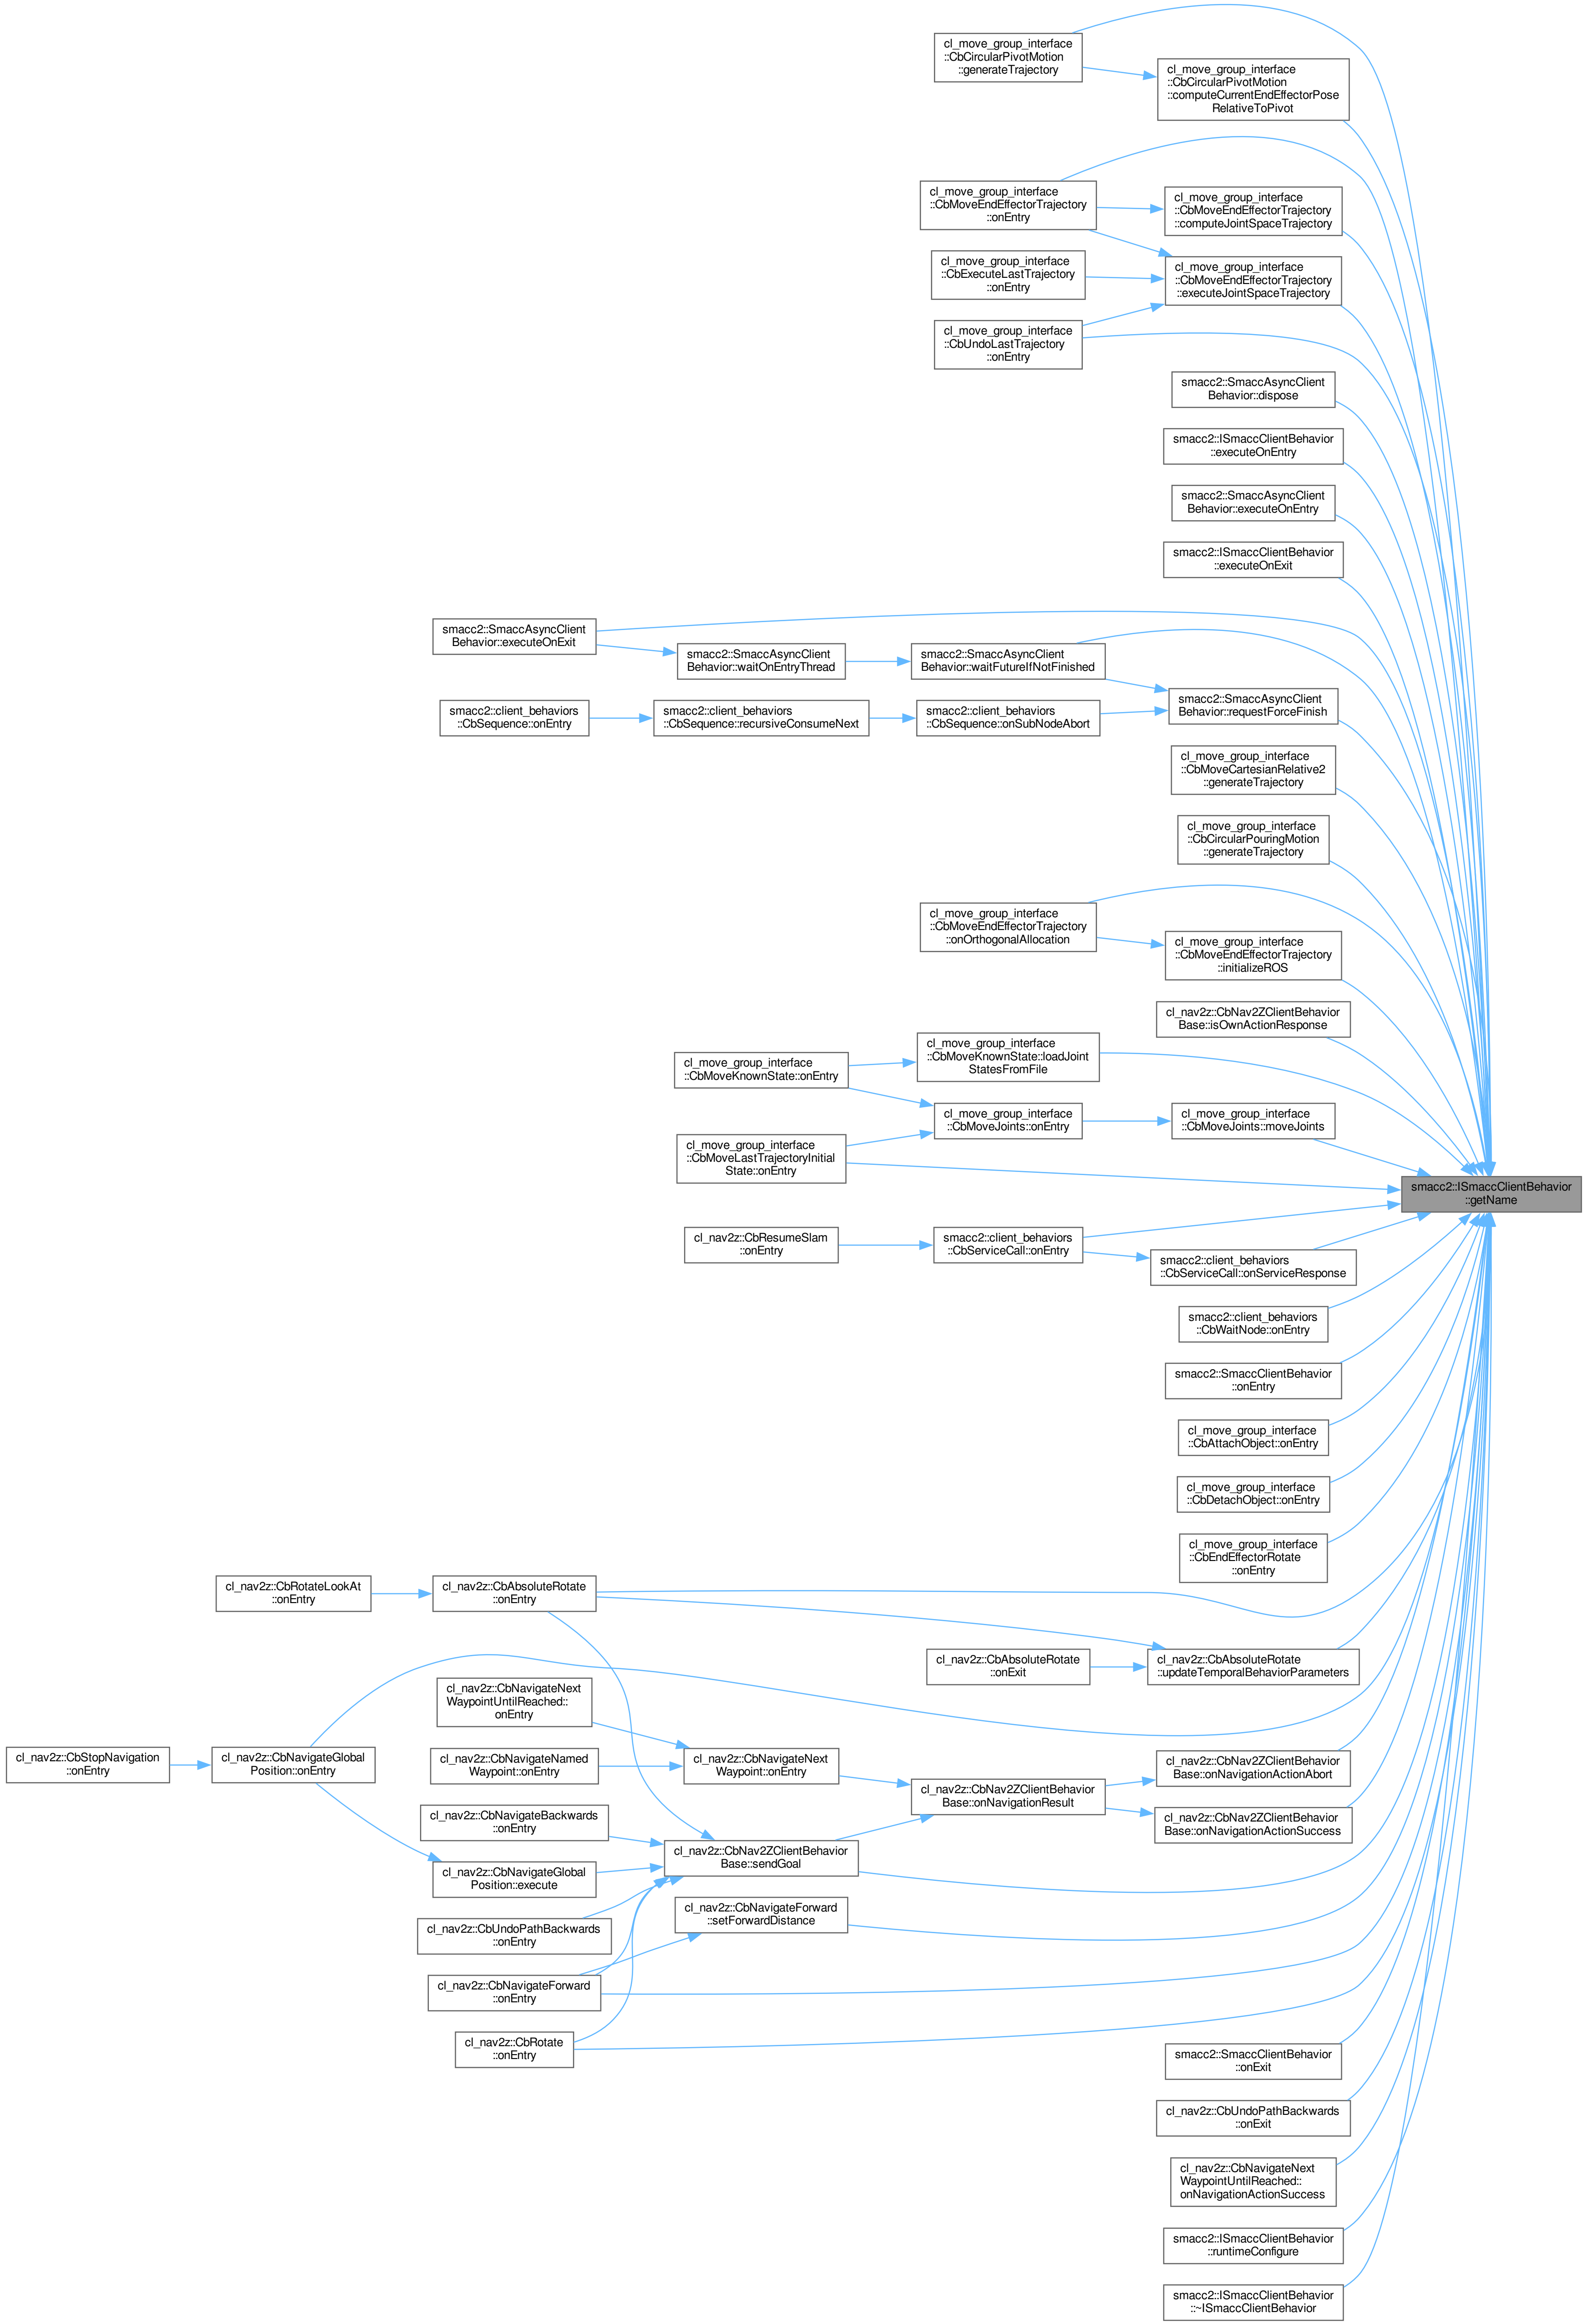 cl_move_group_interface
::CbCircularPivotMotion
::generateTrajectory
cl_move_group_interface
::CbCircularPivotMotion
::computeCurrentEndEffectorPose
RelativeToPivot
cl_move_group_interface
::CbMoveEndEffectorTrajectory
::onEntry
cl_move_group_interface
::CbMoveEndEffectorTrajectory
::computeJointSpaceTrajectory
cl_move_group_interface
::CbExecuteLastTrajectory
::onEntry
cl_move_group_interface
::CbMoveEndEffectorTrajectory
::executeJointSpaceTrajectory
cl_move_group_interface
::CbUndoLastTrajectory
::onEntry
smacc2::SmaccAsyncClient
Behavior::dispose
smacc2::ISmaccClientBehavior
::executeOnEntry
smacc2::SmaccAsyncClient
Behavior::executeOnEntry
smacc2::ISmaccClientBehavior
::executeOnExit
smacc2::SmaccAsyncClient
Behavior::executeOnExit
smacc2::SmaccAsyncClient
Behavior::waitOnEntryThread
smacc2::SmaccAsyncClient
Behavior::waitFutureIfNotFinished
smacc2::SmaccAsyncClient
Behavior::requestForceFinish
smacc2::client_behaviors
::CbSequence::onEntry
smacc2::client_behaviors
::CbSequence::recursiveConsumeNext
smacc2::client_behaviors
::CbSequence::onSubNodeAbort
cl_move_group_interface
::CbMoveCartesianRelative2
::generateTrajectory
cl_move_group_interface
::CbCircularPouringMotion
::generateTrajectory
cl_move_group_interface
::CbMoveEndEffectorTrajectory
::onOrthogonalAllocation
cl_move_group_interface
::CbMoveEndEffectorTrajectory
::initializeROS
cl_nav2z::CbNav2ZClientBehavior
Base::isOwnActionResponse
cl_move_group_interface
::CbMoveKnownState::onEntry
cl_move_group_interface
::CbMoveKnownState::loadJoint
StatesFromFile
cl_move_group_interface
::CbMoveJoints::onEntry
cl_move_group_interface
::CbMoveJoints::moveJoints
cl_move_group_interface
::CbMoveLastTrajectoryInitial
State::onEntry
smacc2::ISmaccClientBehavior
::getName
cl_nav2z::CbResumeSlam
::onEntry
smacc2::client_behaviors
::CbServiceCall::onEntry
smacc2::client_behaviors
::CbServiceCall::onServiceResponse
smacc2::client_behaviors
::CbWaitNode::onEntry
smacc2::SmaccClientBehavior
::onEntry
cl_move_group_interface
::CbAttachObject::onEntry
cl_move_group_interface
::CbDetachObject::onEntry
cl_move_group_interface
::CbEndEffectorRotate
::onEntry
cl_nav2z::CbRotateLookAt
::onEntry
cl_nav2z::CbAbsoluteRotate
::onEntry
cl_nav2z::CbAbsoluteRotate
::onExit
cl_nav2z::CbAbsoluteRotate
::updateTemporalBehaviorParameters
cl_nav2z::CbNavigateNext
WaypointUntilReached::
onEntry
cl_nav2z::CbStopNavigation
::onEntry
cl_nav2z::CbNavigateGlobal
Position::onEntry
cl_nav2z::CbNavigateNamed
Waypoint::onEntry
cl_nav2z::CbNavigateNext
Waypoint::onEntry
cl_nav2z::CbNav2ZClientBehavior
Base::onNavigationResult
cl_nav2z::CbNav2ZClientBehavior
Base::onNavigationActionAbort
cl_nav2z::CbNav2ZClientBehavior
Base::onNavigationActionSuccess
cl_nav2z::CbNavigateBackwards
::onEntry
cl_nav2z::CbNav2ZClientBehavior
Base::sendGoal
cl_nav2z::CbNavigateGlobal
Position::execute
cl_nav2z::CbNavigateForward
::setForwardDistance
cl_nav2z::CbUndoPathBackwards
::onEntry
cl_nav2z::CbNavigateForward
::onEntry
cl_nav2z::CbRotate
::onEntry
smacc2::SmaccClientBehavior
::onExit
cl_nav2z::CbUndoPathBackwards
::onExit
cl_nav2z::CbNavigateNext
WaypointUntilReached::
onNavigationActionSuccess
smacc2::ISmaccClientBehavior
::runtimeConfigure
smacc2::ISmaccClientBehavior
::~ISmaccClientBehavior